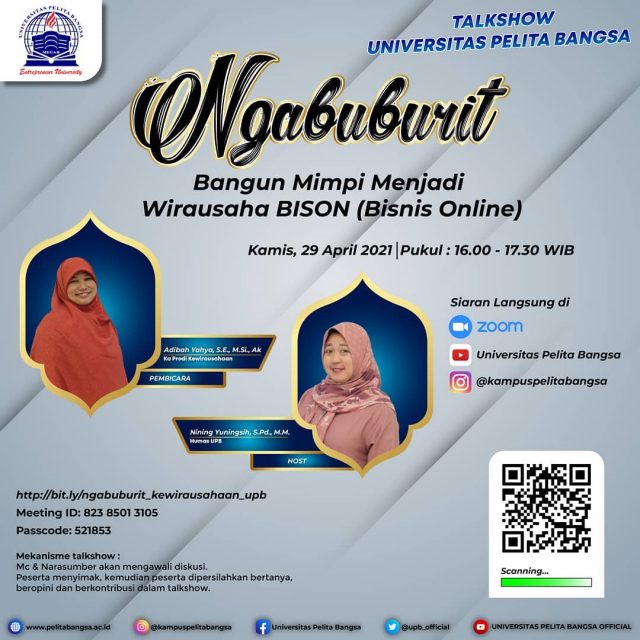 UNIVERSITAS PELITA BANGSA
Entrepreneur University
TALKSHOW
UNIVERSITAS PELITA BANGSA
Ngabuburit
Bangun Mimpi Menjadi
Wirausaha BISON (Bisnis Online)
Kamis, 29 April 2021 | Pukul : 16.00 - 17.30 WIB
Siaran Langsung di
zoom
Universitas Pelita Bangsa
@kampuspelitabangsa
Adibah Yahya, S.E., M.Si., Ak
Ka Prodi Kewirausahaan
PEMBICARA
Nining Yuningsih, S.Pd., M.M.
Humas UPB
HOST
http://bit.ly/ngabuburit_kewirausahaan_upb
Meeting ID: 823 8501 3105
Passcode: 521853
Mekanisme talkshow :
Mc & Narasumber akan mengawali diskusi.
Peserta menyimak, kemudian peserta dipersilahkan bertanya,
beropini dan berkontribusi dalam talkshow.
Scanning...
www.pelitabangsa.ac.id
@kampuspelitabangsa
Universitas Pelita Bangsa
@upb_official
UNIVERSITAS PELITA BANGSA OFFICIAL